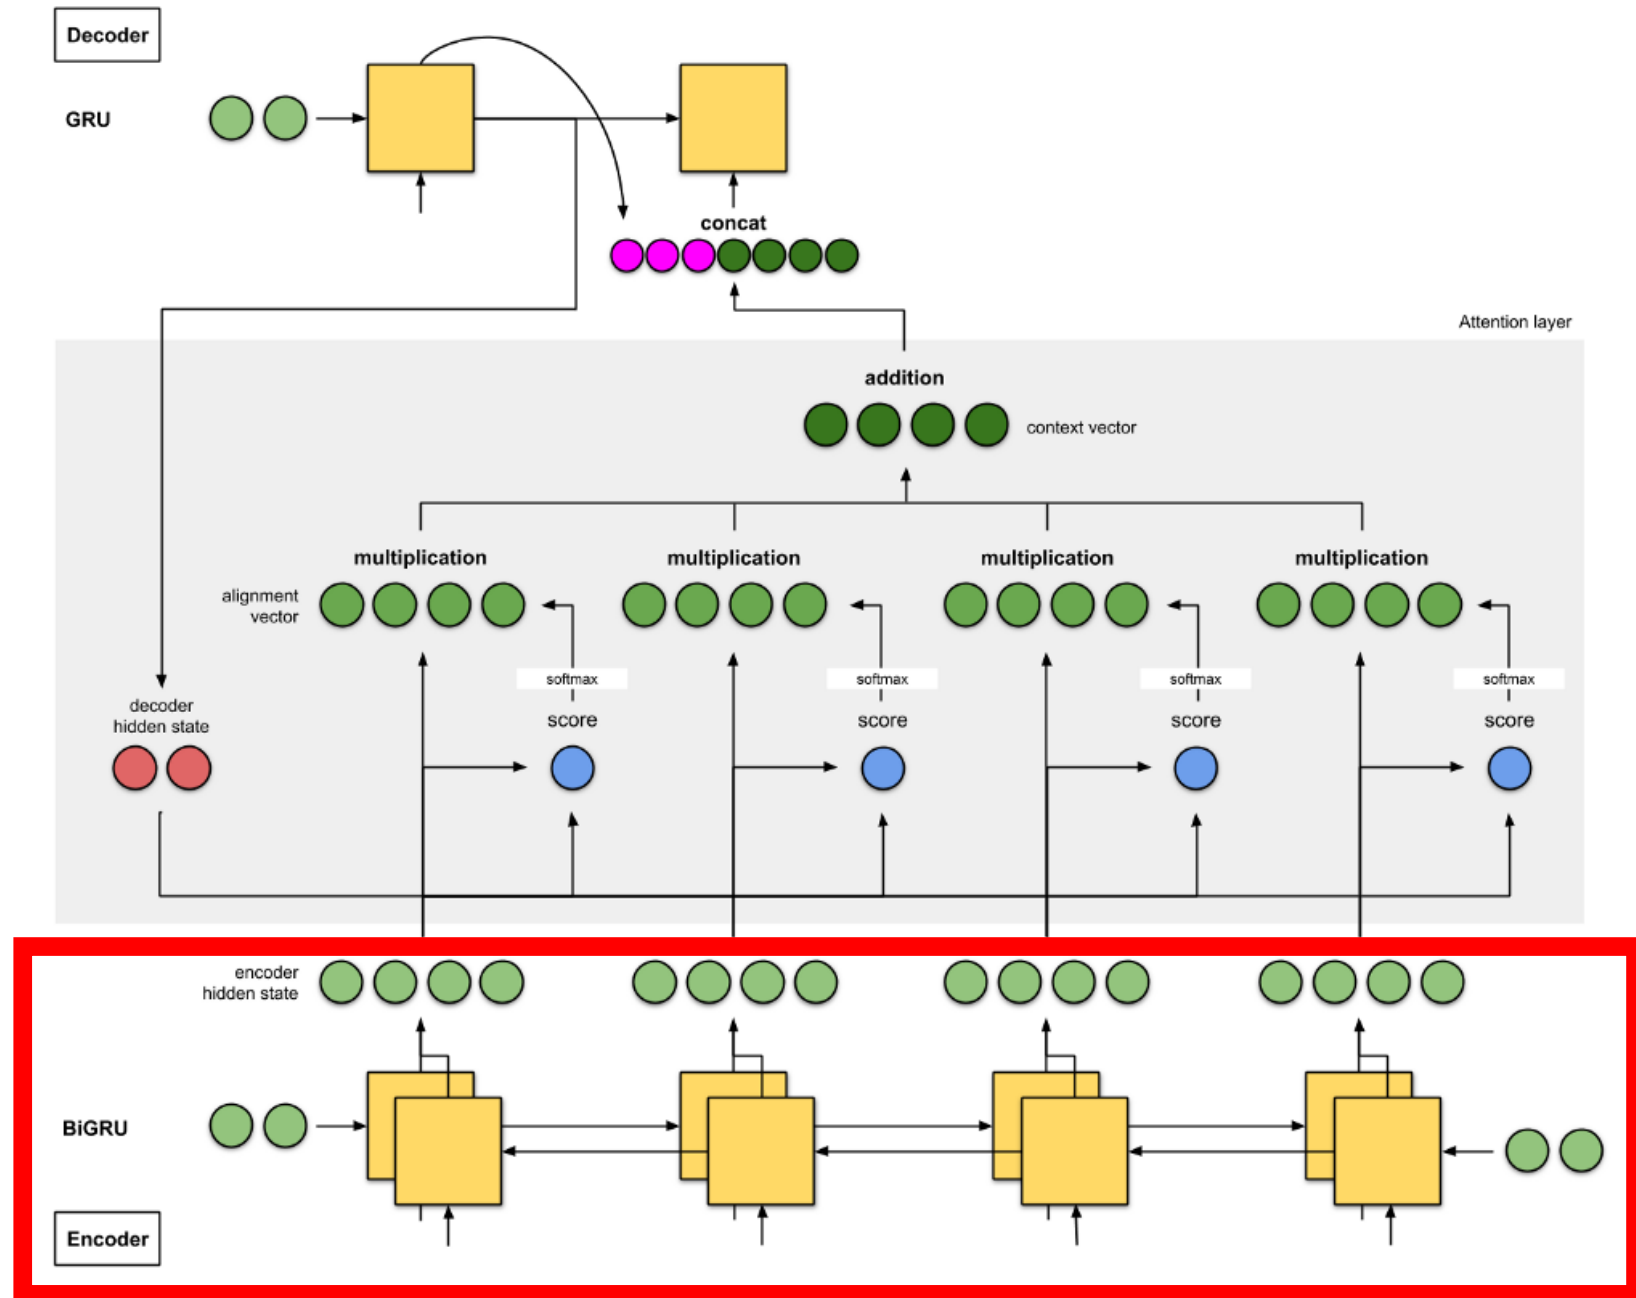 Decoder
GRU
concat
Attention layer
addition
context vector
multiplication
multiplication
multiplication
multiplication
alignment
vector
softmax
softmax
softmax
softmax
decoder
hidden state
score
score
score
score
encoder
hidden state
BiGRU
Encoder